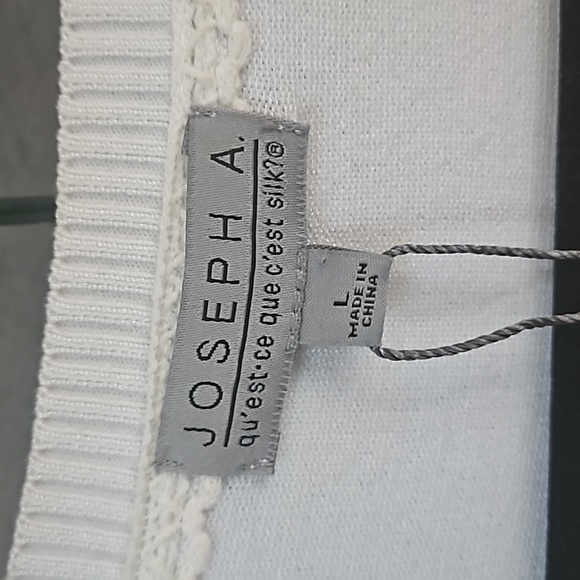 JOSEPH A.
qu'est•ce que c'est silk?®
L
MADE IN
CHINA